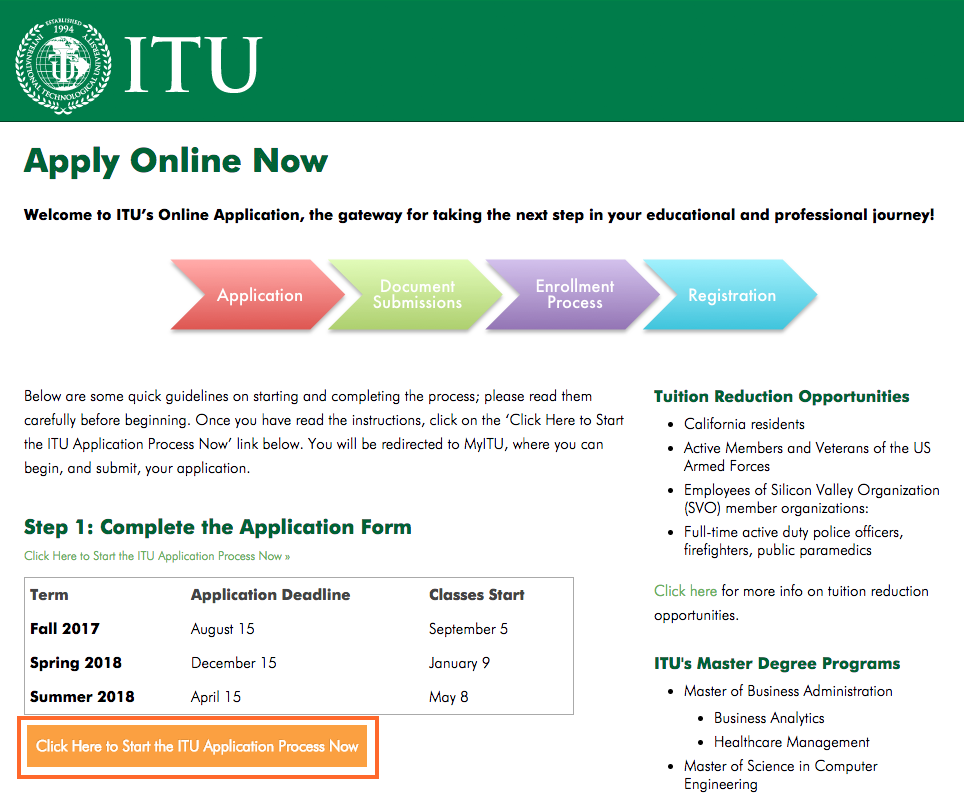 ESTABLISHED
1994
INTERNATIONAL TECHNOLOGICAL UNIVERSITY
ITU
ITU
Apply Online Now
Welcome to ITU’s Online Application, the gateway for taking the next step in your educational and professional journey!
Application
Document
Submissions
Enrollment
Process
Registration
Below are some quick guidelines on starting and completing the process; please read them
carefully before beginning. Once you have read the instructions, click on the ‘Click Here to Start
the ITU Application Process Now’ link below. You will be redirected to MyITU, where you can
begin, and submit, your application.
Step 1: Complete the Application Form
Click Here to Start the ITU Application Process Now »
Term Application Deadline Classes Start
Fall 2017 August 15 September 5
Spring 2018 December 15 January 9
Summer 2018 April 15 May 8
Click Here to Start the ITU Application Process Now
Tuition Reduction Opportunities
• California residents
• Active Members and Veterans of the US
Armed Forces
• Employees of Silicon Valley Organization
(SVO) member organizations:
• Full-time active duty police officers,
firefighters, public paramedics
Click here for more info on tuition reduction
opportunities.
ITU's Master Degree Programs
• Master of Business Administration
• Business Analytics
• Healthcare Management
• Master of Science in Computer
Engineering